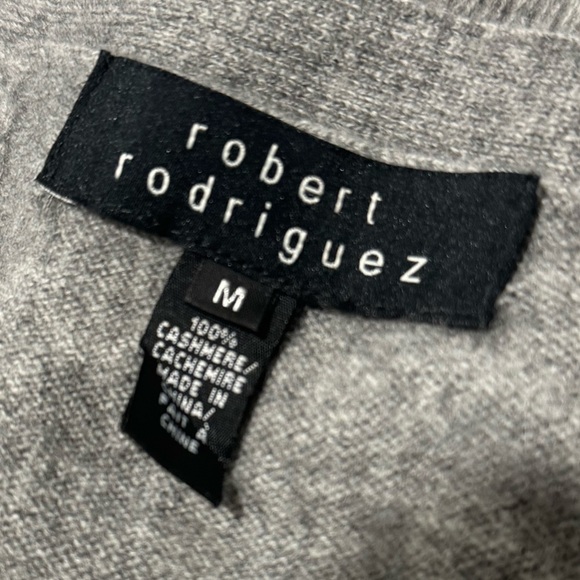 robert
rodriguez
M
100%
CASHMERE/
CACHEMIRE
MADE IN
CHINA/
FAIT À
CHINE